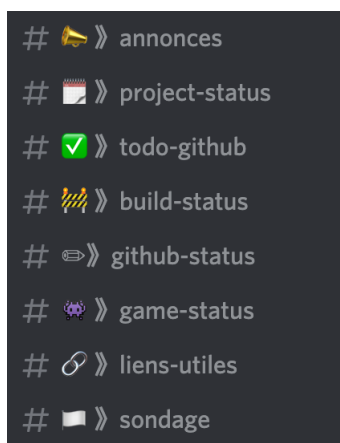 # 📣 》 annonces
# 🗓 》 project-status
# ✅ 》 todo-github
# 🚧 》 build-status
# ✏》 github-status
# 👾 》 game-status
# 🔗 》 liens-utiles
# 🏳 》 sondage